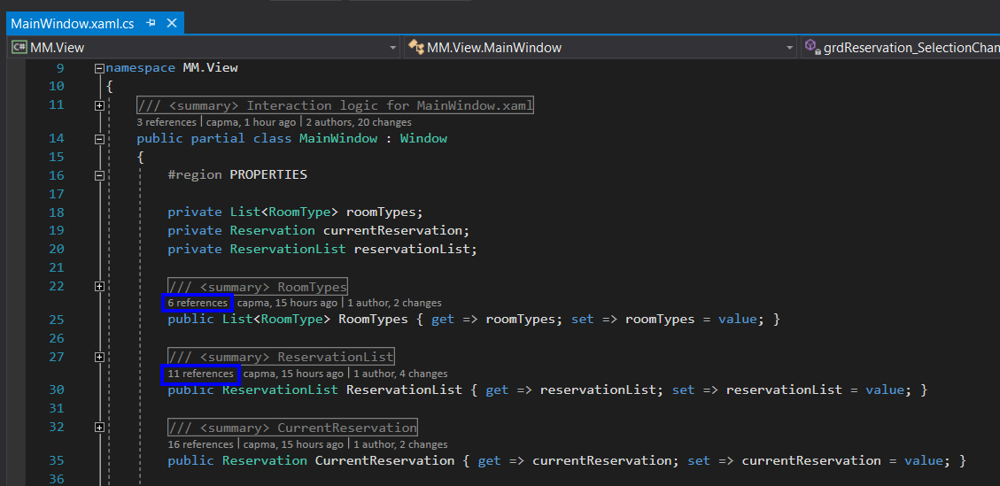 MainWindow.xaml.cs
C# MM.View MM.View.MainWindow grdReservation_SelectionChan
9 namespace MM.View
10 {
11 /// <summary> Interaction logic for MainWindow.xaml
3 references | capma, 1 hour ago | 2 authors, 20 changes
14 public partial class MainWindow : Window
15 {
16 #region PROPERTIES
17
18 private List<RoomType> roomTypes;
19 private Reservation currentReservation;
20 private ReservationList reservationList;
21
22 /// <summary> RoomTypes
6 references | capma, 15 hours ago | 1 author, 2 changes
25 public List<RoomType> RoomTypes { get => roomTypes; set => roomTypes = value; }
26
27 /// <summary> ReservationList
11 references | capma, 15 hours ago | 1 author, 4 changes
30 public ReservationList ReservationList { get => reservationList; set => reservationList = value; }
31
32 /// <summary> CurrentReservation
16 references | capma, 15 hours ago | 1 author, 2 changes
35 public Reservation CurrentReservation { get => currentReservation; set => currentReservation = value; }
36